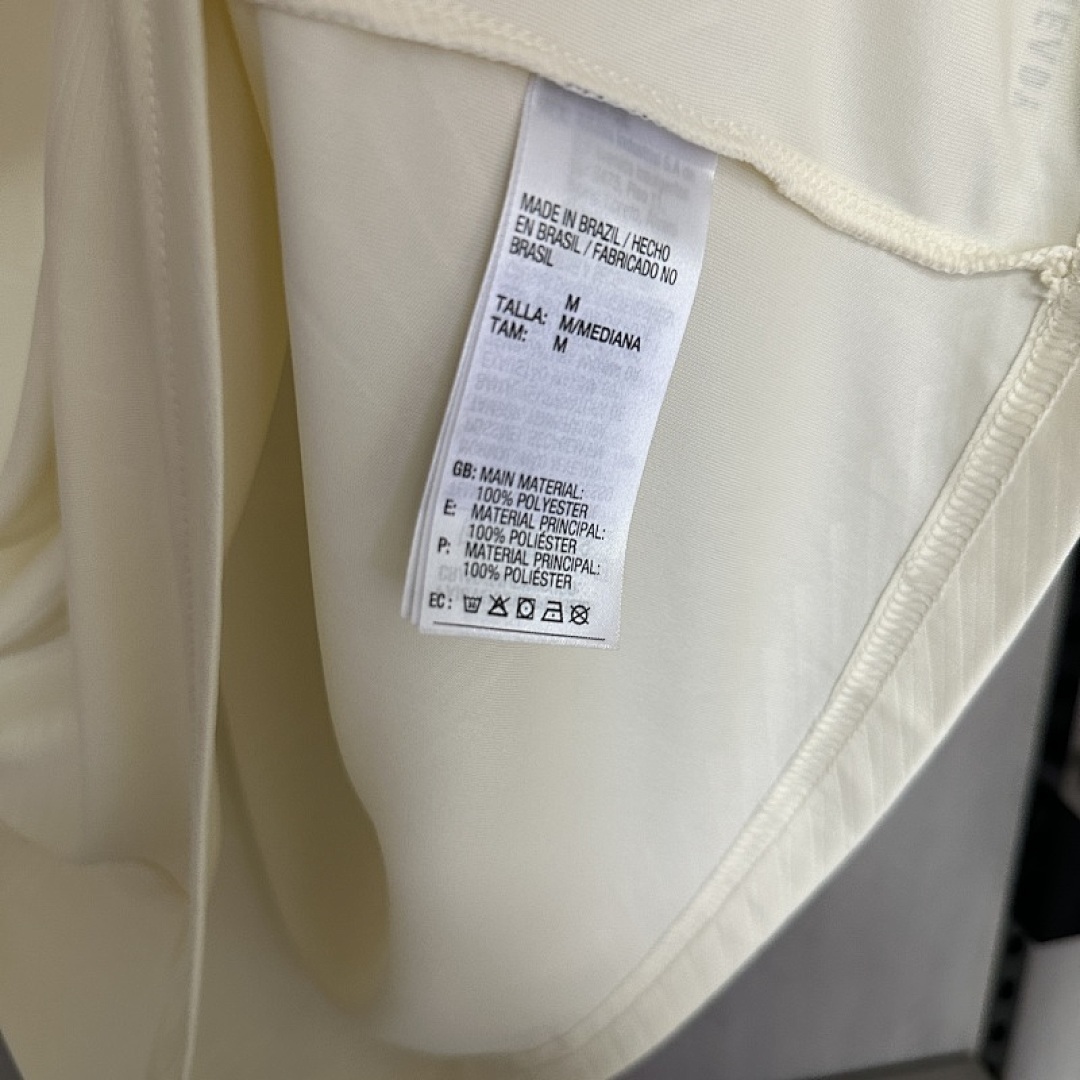 MADE IN BRAZIL / HECHO
EN BRASIL / FABRICADO NO
BRASIL
M
TALLA: M/MEDIANA
TAM: M
GB: MAIN MATERIAL:
100% POLYESTER
E: MATERIAL PRINCIPAL:
100% POLIÉSTER
P: MATERIAL PRINCIPAL:
100% POLIÉSTER
EC: